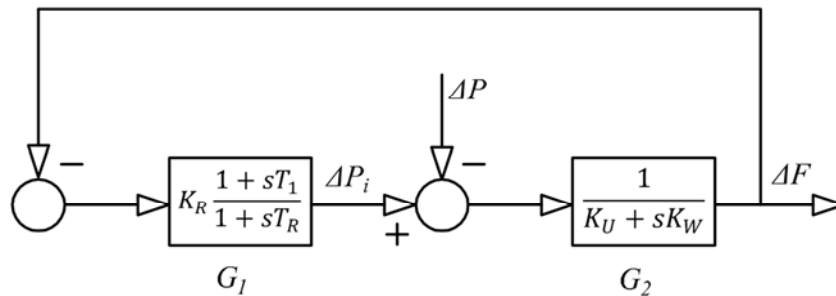 ΔP
−
−
K_R (1 + sT_1)/(1 + sT_R)
ΔP_i
+
1/(K_U + sK_W)
ΔF
G_1
G_2